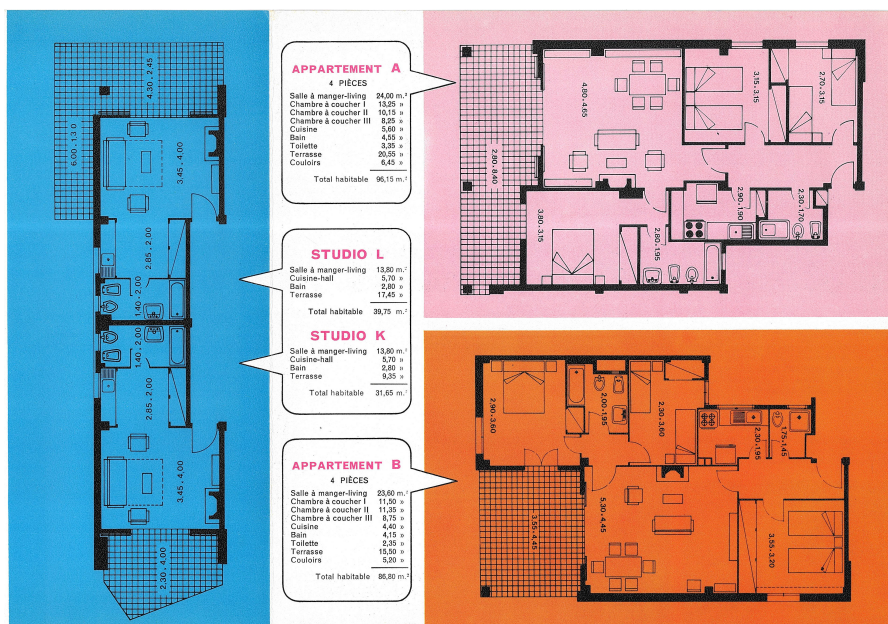 4.30 . 2.45
6.00 . 1.30
3.45 . 4.00
2.85 . 2.00
1.40 . 2.00
1.40 . 2.00
2.85 . 2.00
3.45 . 4.00
2.30 . 4.00
APPARTEMENT A
4 PIÈCES
Salle à manger-living 24,00 m.²
Chambre à coucher I 13,25 »
Chambre à coucher II 10,15 »
Chambre à coucher III 8,25 »
Cuisine 5,60 »
Bain 4,55 »
Toilette 3,35 »
Terrasse 20,55 »
Couloirs 6,45 »
Total habitable 96,15 m.²
STUDIO L
Salle à manger-living 13,80 m.²
Cuisine-hall 5,70 »
Bain 2,80 »
Terrasse 17,45 »
Total habitable 39,75 m.²
STUDIO K
Salle à manger-living 13,80 m.²
Cuisine-hall 5,70 »
Bain 2,80 »
Terrasse 9,35 »
Total habitable 31,65 m.²
APPARTEMENT B
4 PIÈCES
Salle à manger-living 23,60 m.²
Chambre à coucher I 11,50 »
Chambre à coucher II 11,35 »
Chambre à coucher III 8,75 »
Cuisine 4,40 »
Bain 4,15 »
Toilette 2,35 »
Terrasse 15,50 »
Couloirs 5,20 »
Total habitable 86,80 m.²
4.80 . 4.65
3.15 . 3.15
2.70 . 3.15
2.80 . 8.40
3.80 . 3.15
2.80 . 1.95
2.90 . 1.90
2.30 . 1.70
2.90 . 3.60
2.00 . 1.95
2.30 . 3.60
2.30 . 1.95
1.75 . 1.45
3.55 . 4.45
5.30 . 4.45
3.55 . 3.20